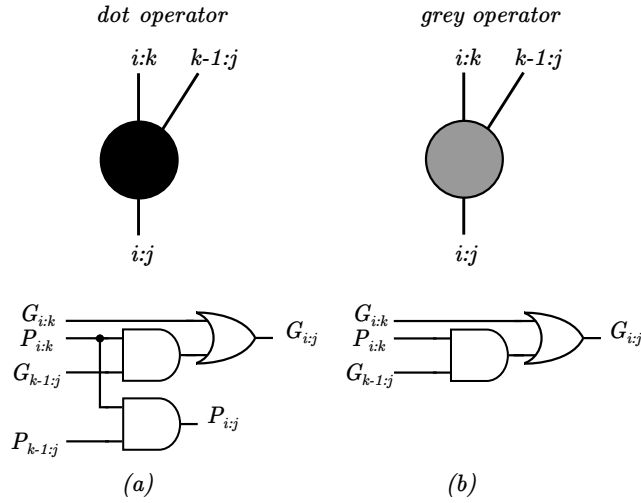 dot operator grey operator
i:k k-1:j i:k k-1:j
i:j i:j
G_{i:k} G_{i:k}
G_{i:j} G_{i:j}
P_{i:k} P_{i:k}
G_{k-1:j} G_{k-1:j}
P_{i:j}
P_{k-1:j}
(a) (b)